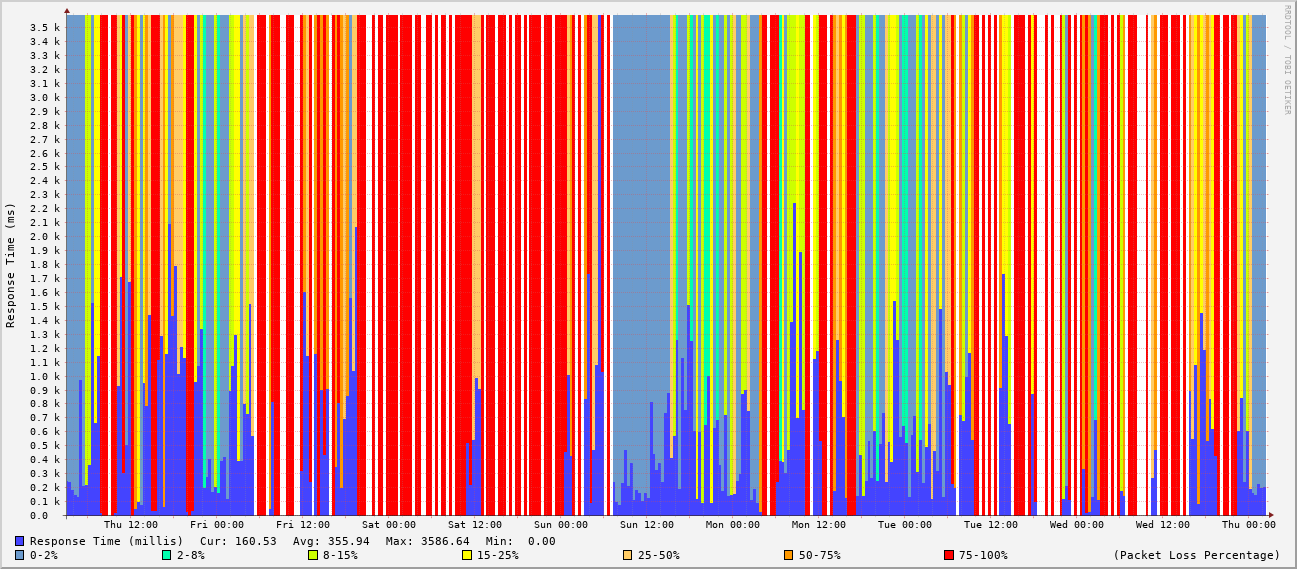 RRDTOOL / TOBI OETIKER
Response Time (ms)
3.5 k
3.4 k
3.3 k
3.2 k
3.1 k
3.0 k
2.9 k
2.8 k
2.7 k
2.6 k
2.5 k
2.4 k
2.3 k
2.2 k
2.1 k
2.0 k
1.9 k
1.8 k
1.7 k
1.6 k
1.5 k
1.4 k
1.3 k
1.2 k
1.1 k
1.0 k
0.9 k
0.8 k
0.7 k
0.6 k
0.5 k
0.4 k
0.3 k
0.2 k
0.1 k
0.0
Thu 12:00 Fri 00:00 Fri 12:00 Sat 00:00 Sat 12:00 Sun 00:00 Sun 12:00 Mon 00:00 Mon 12:00 Tue 00:00 Tue 12:00 Wed 00:00 Wed 12:00 Thu 00:00
Response Time (millis) Cur: 160.53 Avg: 355.94 Max: 3586.64 Min: 0.00
0-2% 2-8% 8-15% 15-25% 25-50% 50-75% 75-100% (Packet Loss Percentage)